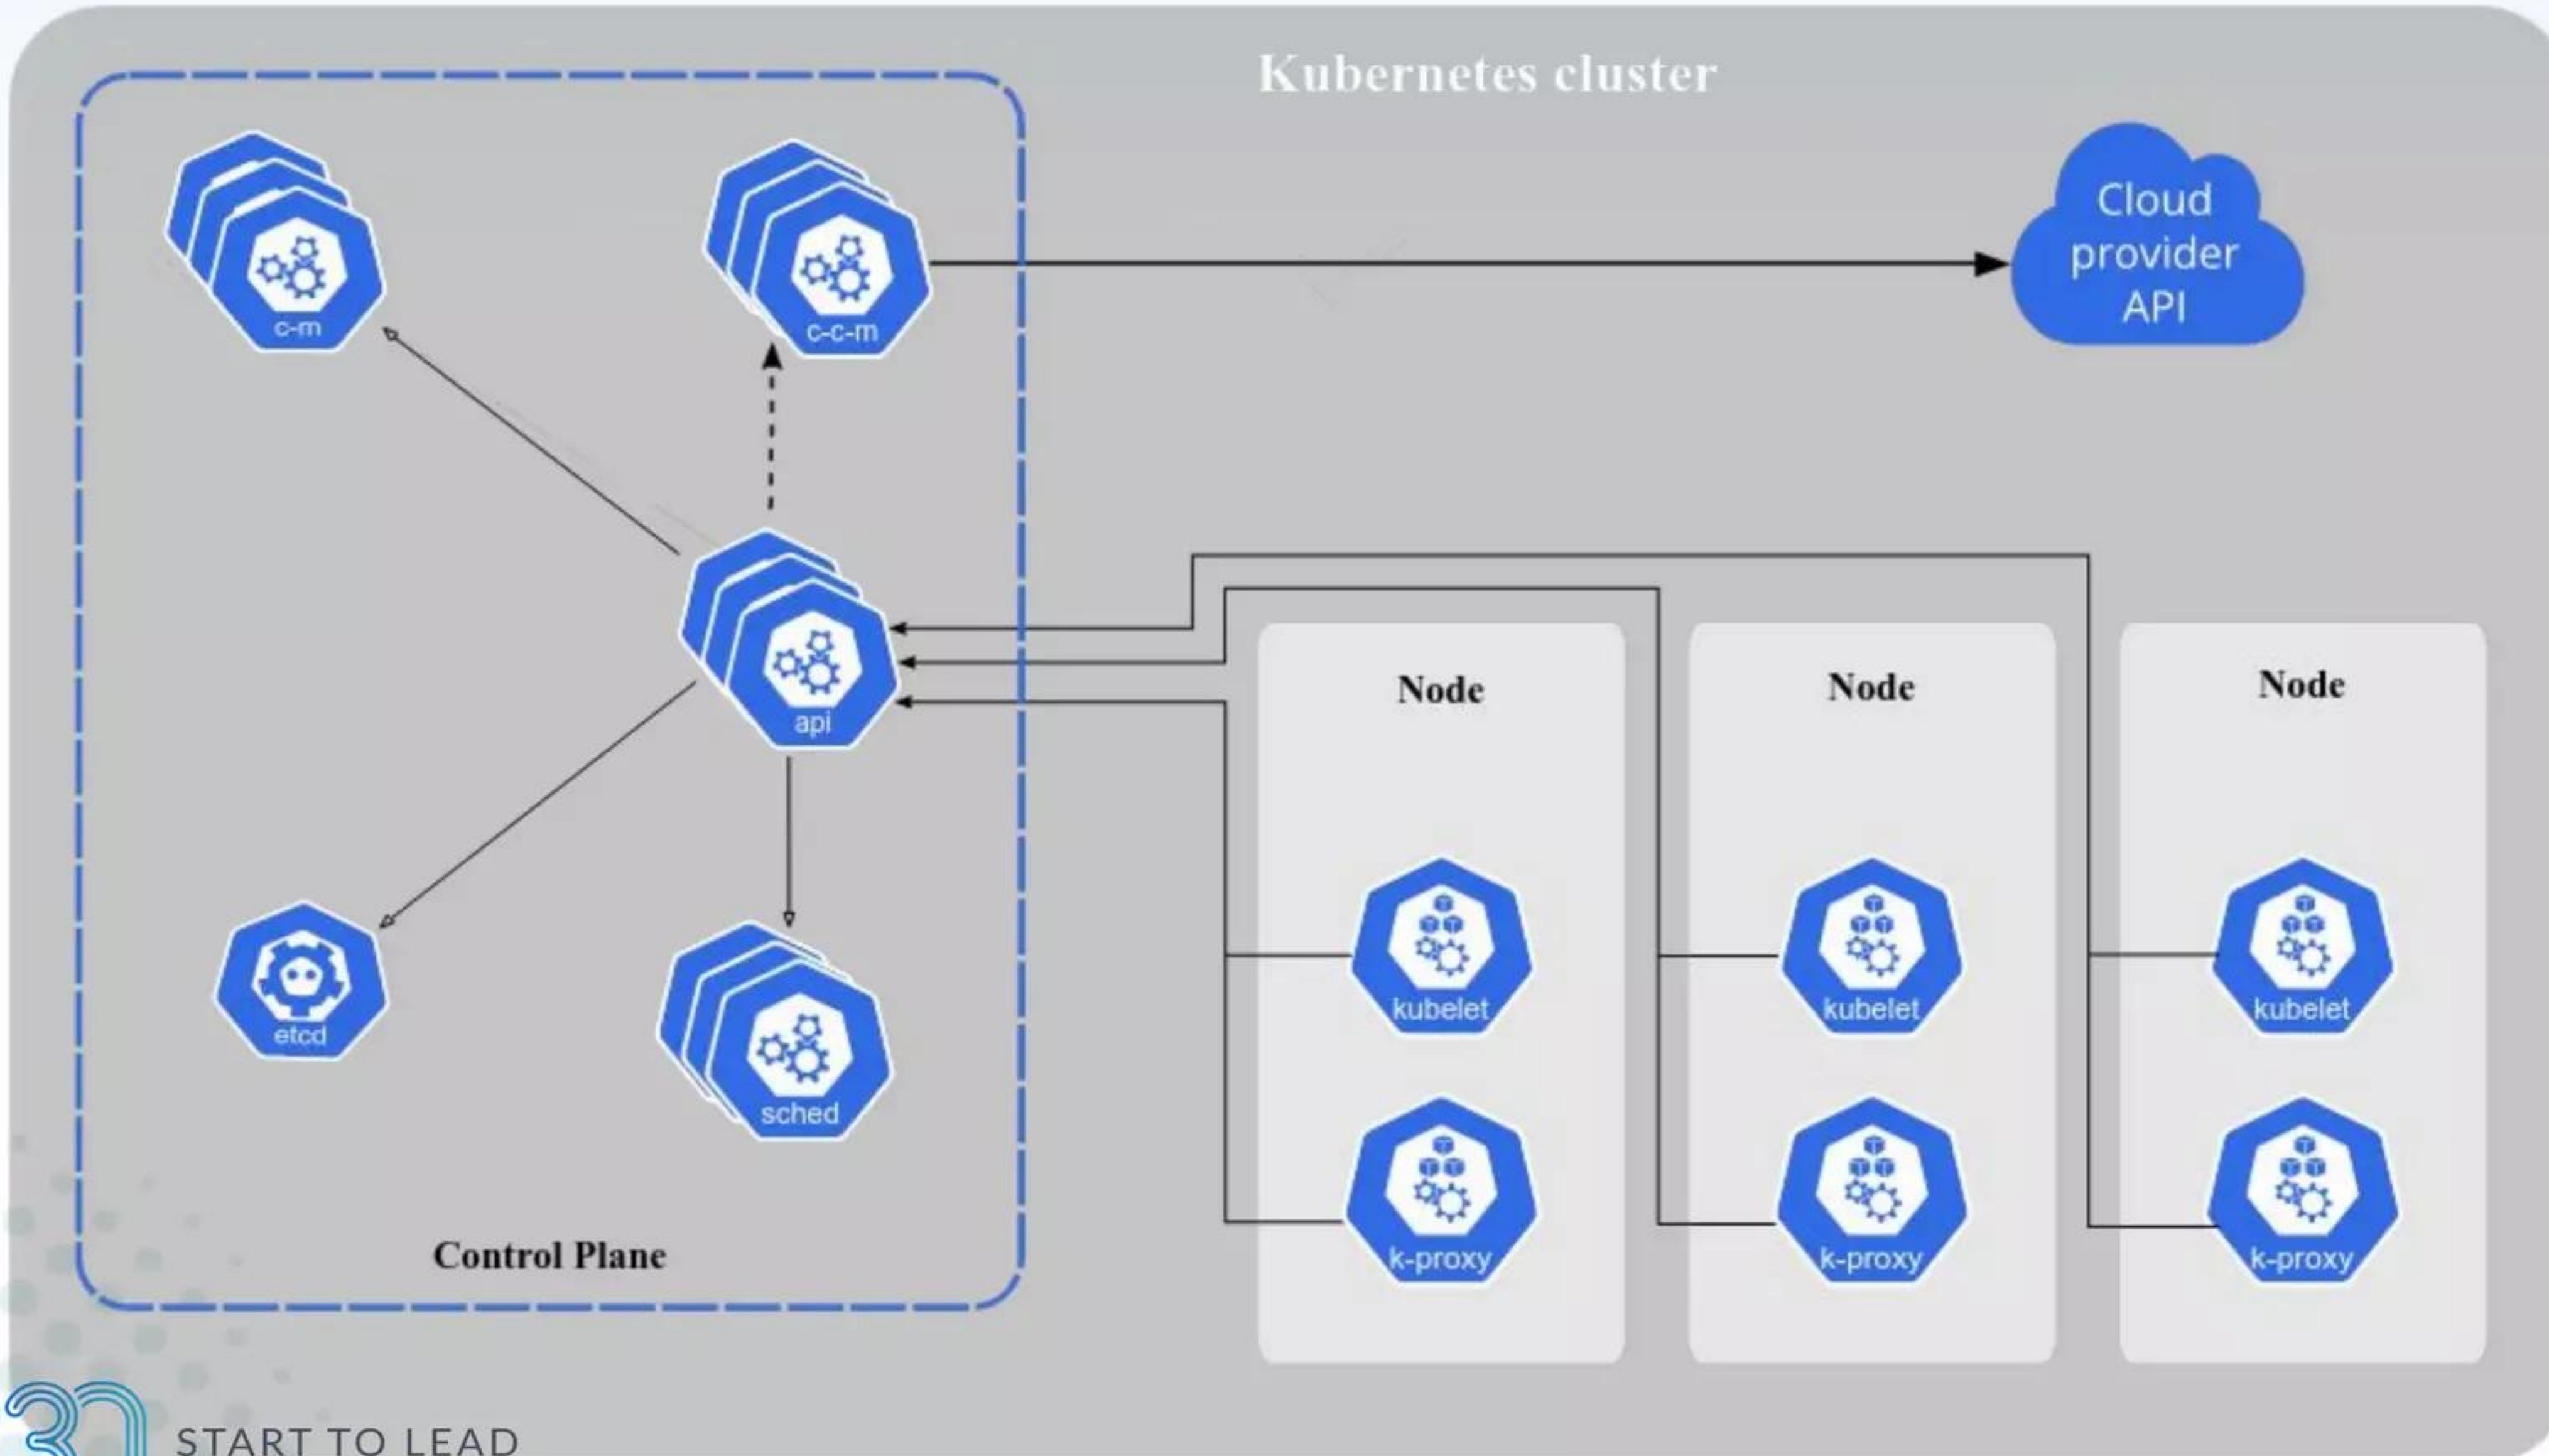 Kubernetes cluster
c-m
c-c-m
Cloud
provider
API
api
Node
Node
Node
kubelet
kubelet
kubelet
etcd
sched
k-proxy
k-proxy
k-proxy
Control Plane
START TO LEAD